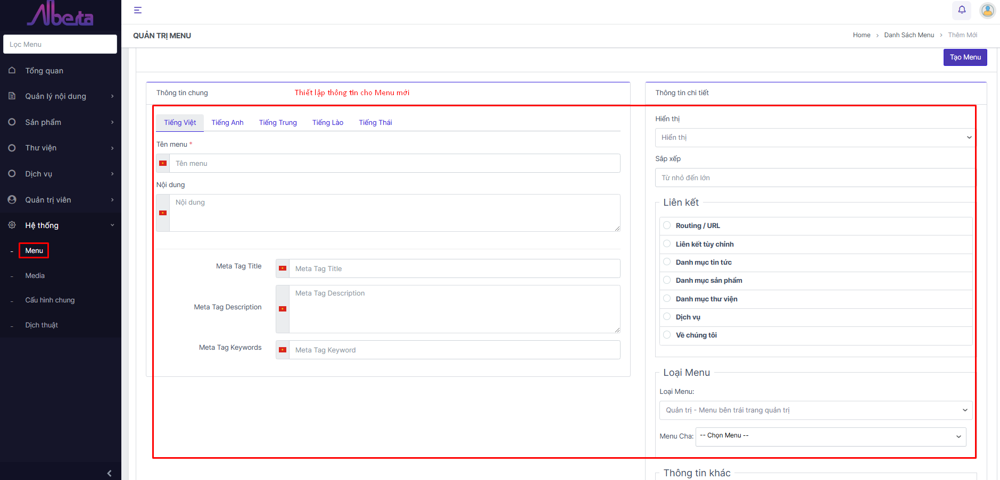 Alberta
Lọc Menu
Tổng quan
Quản lý nội dung
Sản phẩm
Thư viện
Dịch vụ
Quản trị viên
Hệ thống
- Menu
- Media
- Cấu hình chung
- Dịch thuật
QUẢN TRỊ MENU
Home > Danh Sách Menu > Thêm Mới
Tạo Menu
Thông tin chung
Thiết lập thông tin cho Menu mới
Tiếng Việt Tiếng Anh Tiếng Trung Tiếng Lào Tiếng Thái
Tên menu *
Tên menu
Nội dung
Nội dung
Meta Tag Title
Meta Tag Title
Meta Tag Description
Meta Tag Description
Meta Tag Keywords
Meta Tag Keyword
Thông tin chi tiết
Hiển thị
Hiển thị
Sắp xếp
Từ nhỏ đến lớn
Liên kết
Routing / URL
Liên kết tùy chỉnh
Danh mục tin tức
Danh mục sản phẩm
Danh mục thư viện
Dịch vụ
Về chúng tôi
Loại Menu
Loại Menu:
Quản trị - Menu bên trái trang quản trị
Menu Cha: -- Chọn Menu --
Thông tin khác